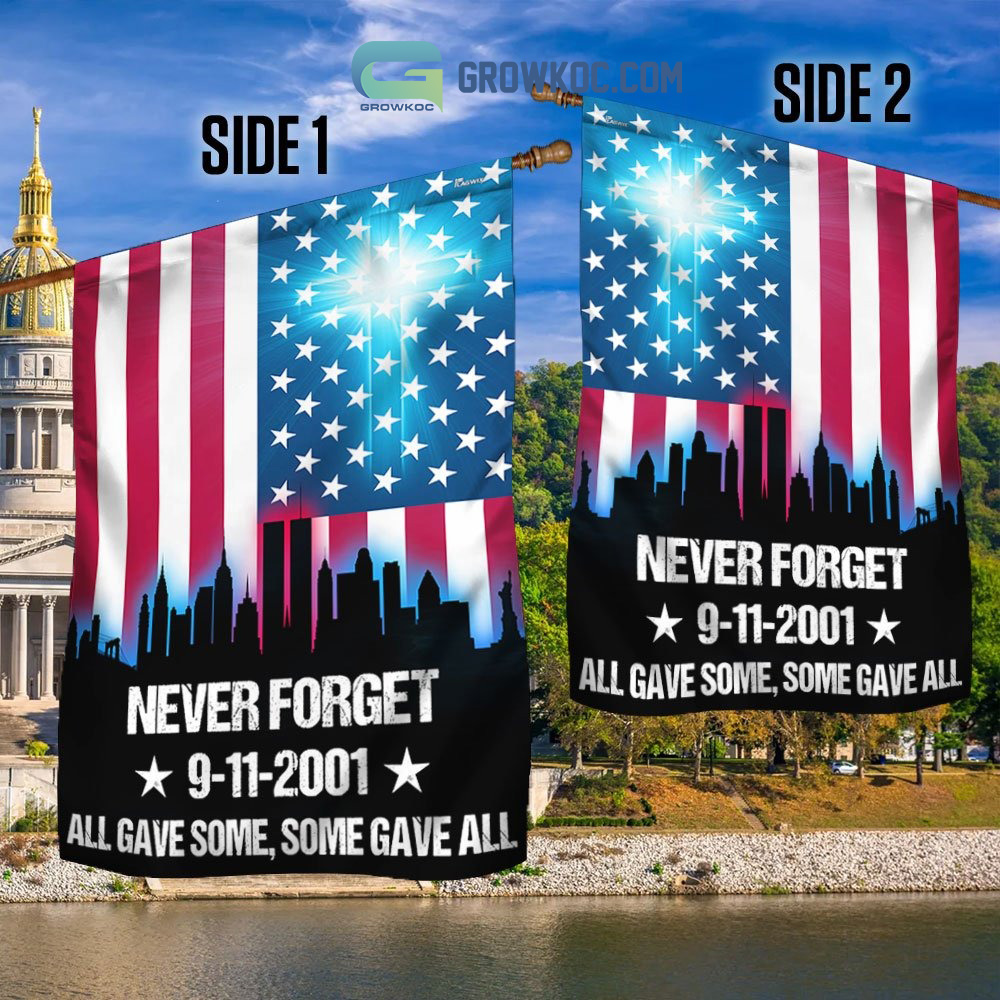 GROWKOC
GROWKOC.COM
SIDE 1
SIDE 2
NEVER FORGET
9-11-2001
ALL GAVE SOME, SOME GAVE ALL
NEVER FORGET
9-11-2001
ALL GAVE SOME, SOME GAVE ALL